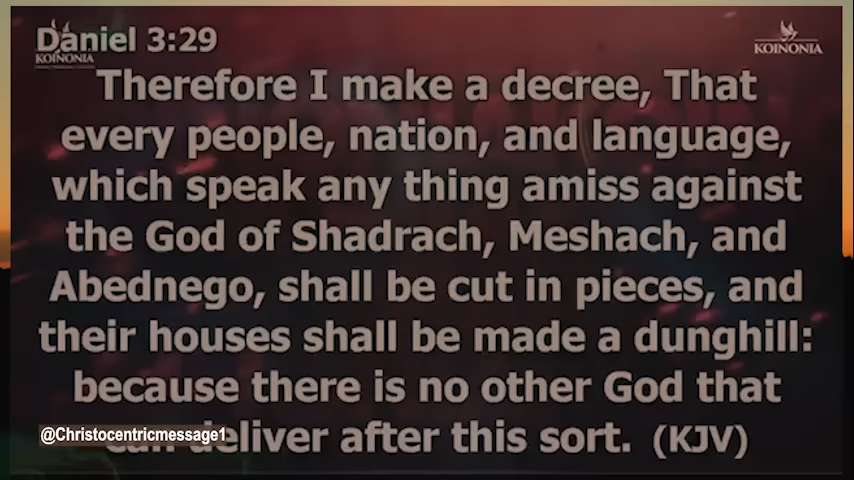 Daniel 3:29
KOINONIA
KOINONIA
Therefore I make a decree, That
every people, nation, and language,
which speak any thing amiss against
the God of Shadrach, Meshach, and
Abednego, shall be cut in pieces, and
their houses shall be made a dunghill:
because there is no other God that
@Christocentricmessage1
can deliver after this sort. (KJV)